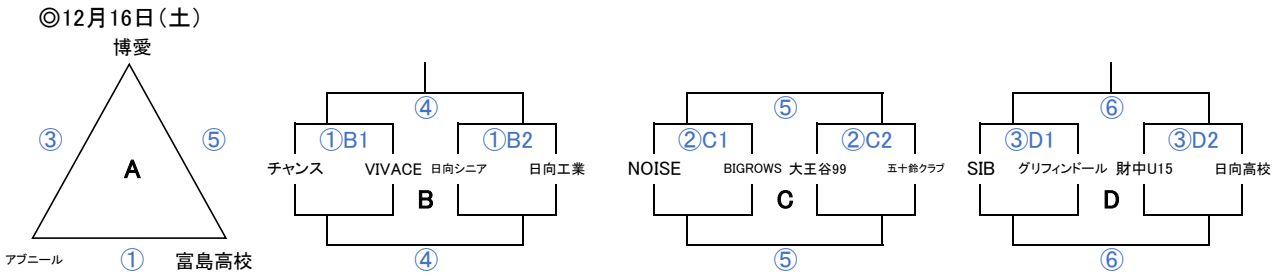 ◎12月16日(土)
博愛
④ ⑤ ⑥
③ ⑤ ①B1 ①B2 ②C1 ②C2 ③D1 ③D2
A チャンス VIVACE 日向シニア 日向工業 NOISE BIGROWS 大王谷99 五十鈴クラブ SIB グリフィンドール 財中U15 日向高校
B C D
アブニール ① 富島高校 ④ ⑤ ⑥